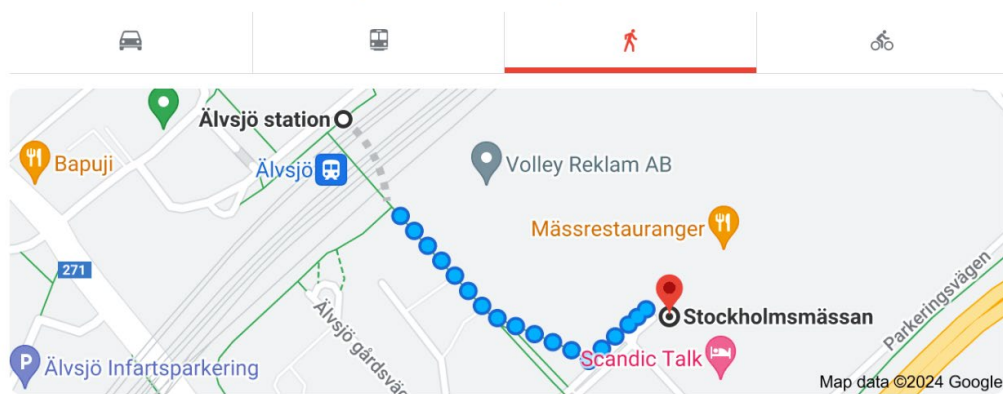 Älvsjö station
Bapuji
Älvsjö
Volley Reklam AB
Mässrestauranger
271
Parkeringsvägen
Stockholmsmässan
Älvsjö gårdsvä
Scandic Talk
P
Älvsjö Infartsparkering
Map data ©2024 Google